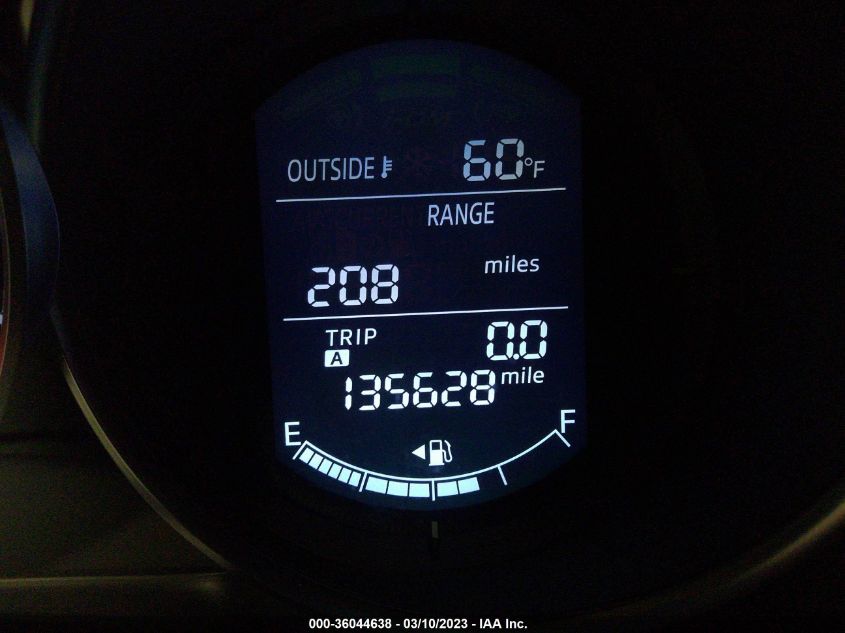 OUTSIDE 60°F
RANGE
miles
208
TRIP 0.0
A
135628 mile
E F
000-36044638 - 03/10/2023 - IAA Inc.